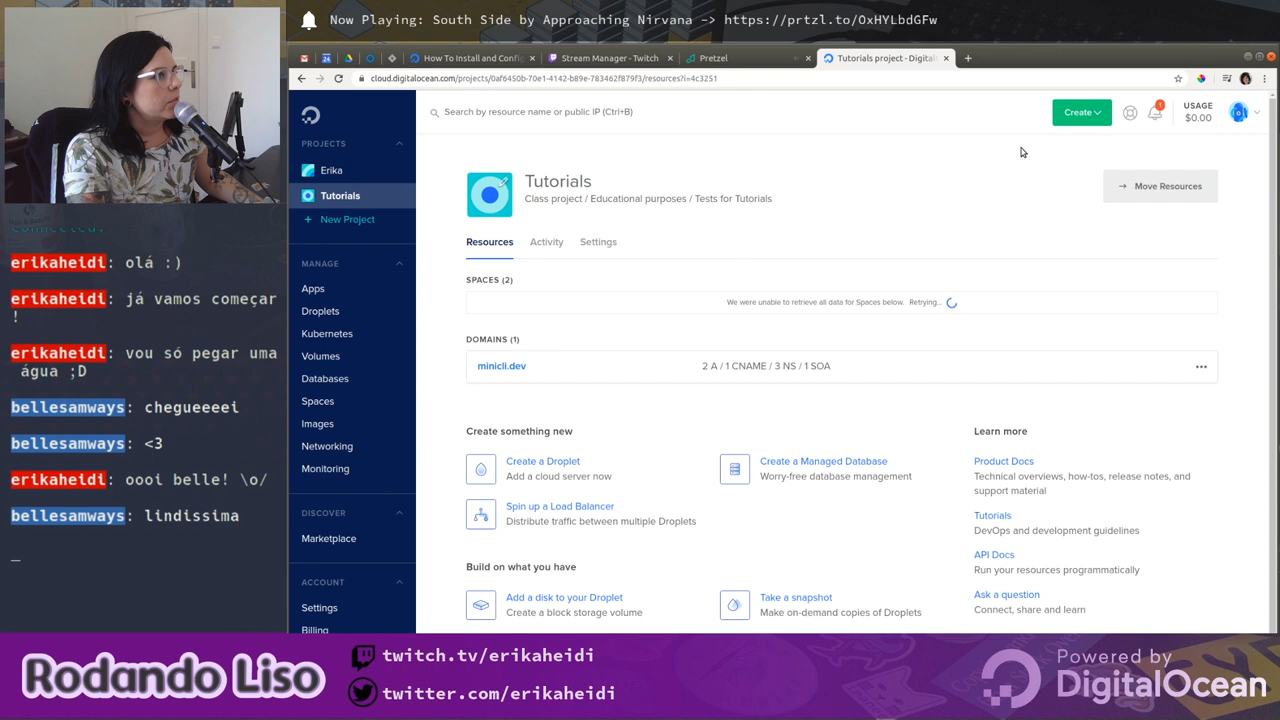 Now Playing: South Side by Approaching Nirvana -> https://prtzl.to/OxHYLbdGFw
How To Install and Config
Stream Manager - Twitch
Pretzel
Tutorials project - Digital
cloud.digitalocean.com/projects/0af6450b-70e1-4142-b89e-783462f879f3/resources?i=4c3251
Search by resource name or public IP (Ctrl+B)
Create
1
USAGE
$0.00
PROJECTS
Erika
Tutorials
+ New Project
MANAGE
Apps
Droplets
Kubernetes
Volumes
Databases
Spaces
Images
Networking
Monitoring
DISCOVER
Marketplace
ACCOUNT
Settings
Billing
Tutorials
Class project / Educational purposes / Tests for Tutorials
→ Move Resources
Resources
Activity
Settings
SPACES (2)
We were unable to retrieve all data for Spaces below. Retrying...
DOMAINS (1)
minicli.dev
2 A / 1 CNAME / 3 NS / 1 SOA
Create something new
Create a Droplet
Add a cloud server now
Create a Managed Database
Worry-free database management
Spin up a Load Balancer
Distribute traffic between multiple Droplets
Build on what you have
Add a disk to your Droplet
Create a block storage volume
Take a snapshot
Make on-demand copies of Droplets
Learn more
Product Docs
Technical overviews, how-tos, release notes, and
support material
Tutorials
DevOps and development guidelines
API Docs
Run your resources programmatically
Ask a question
Connect, share and learn
connected.
erikaheidi: olá :)
erikaheidi: já vamos começar
!
erikaheidi: vou só pegar uma
água ;D
bellesamways: chegueeeei
bellesamways: <3
erikaheidi: oooi belle! \o/
bellesamways: lindissima
_
Rodando Liso
twitch.tv/erikaheidi
twitter.com/erikaheidi
Powered by
DigitalOcean